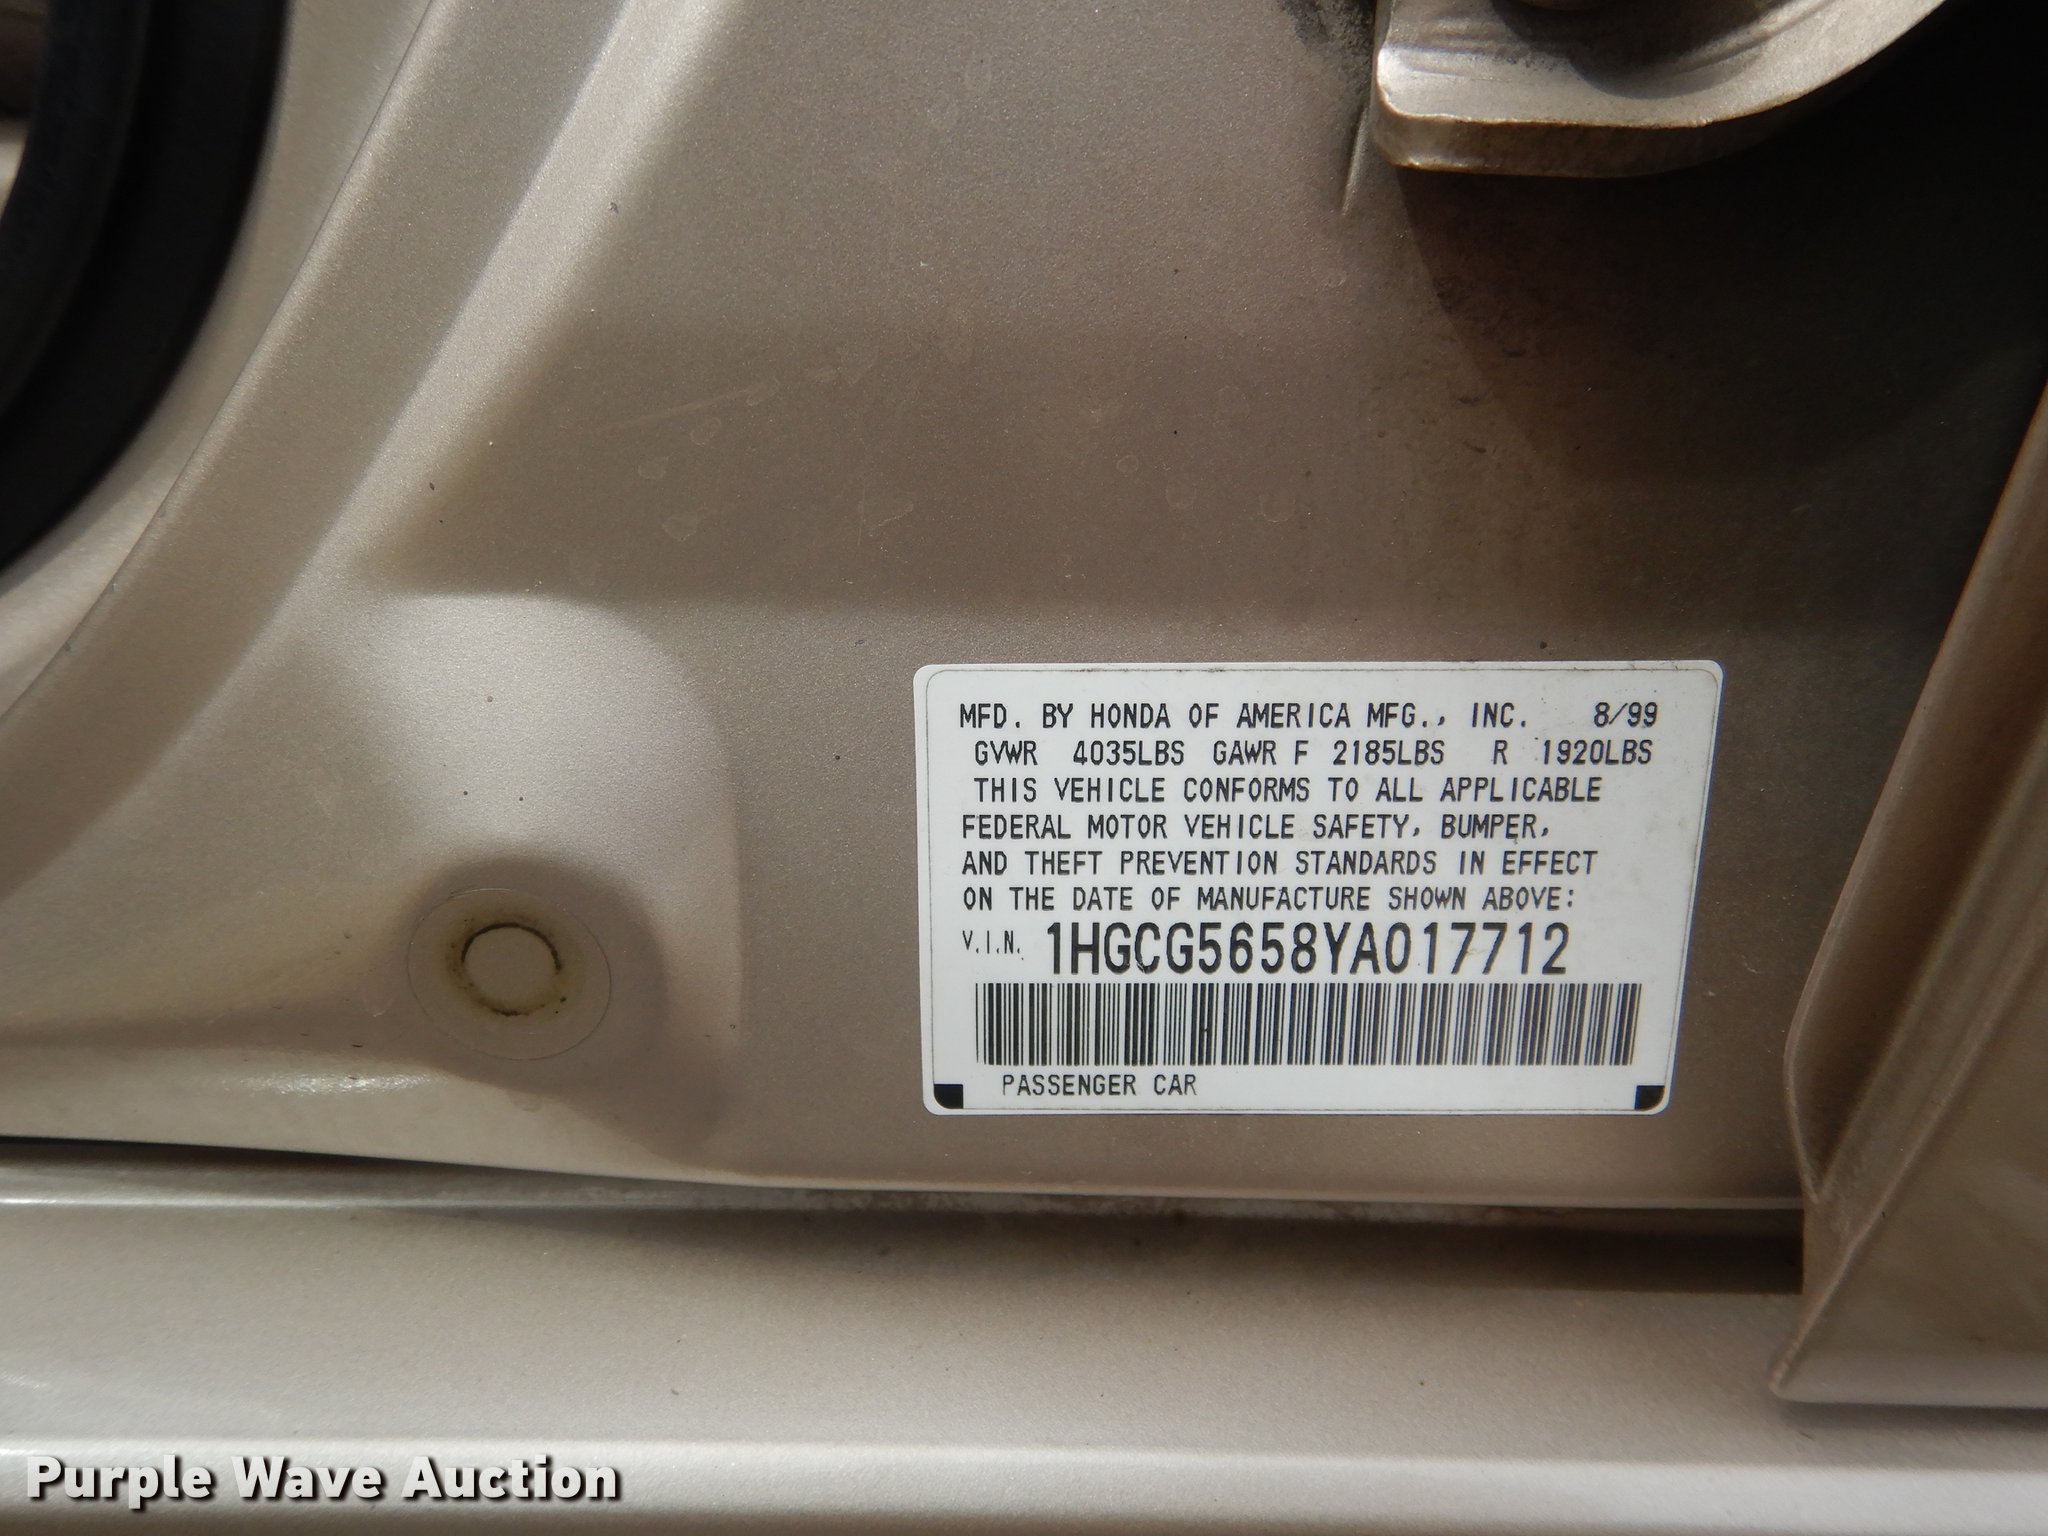 MFD. BY HONDA OF AMERICA MFG., INC. 8/99
GVWR 4035LBS GAWR F 2185LBS R 1920LBS
THIS VEHICLE CONFORMS TO ALL APPLICABLE
FEDERAL MOTOR VEHICLE SAFETY, BUMPER,
AND THEFT PREVENTION STANDARDS IN EFFECT
ON THE DATE OF MANUFACTURE SHOWN ABOVE:
V.I.N. 1HGCG5658YA017712
PASSENGER CAR
Purple Wave Auction